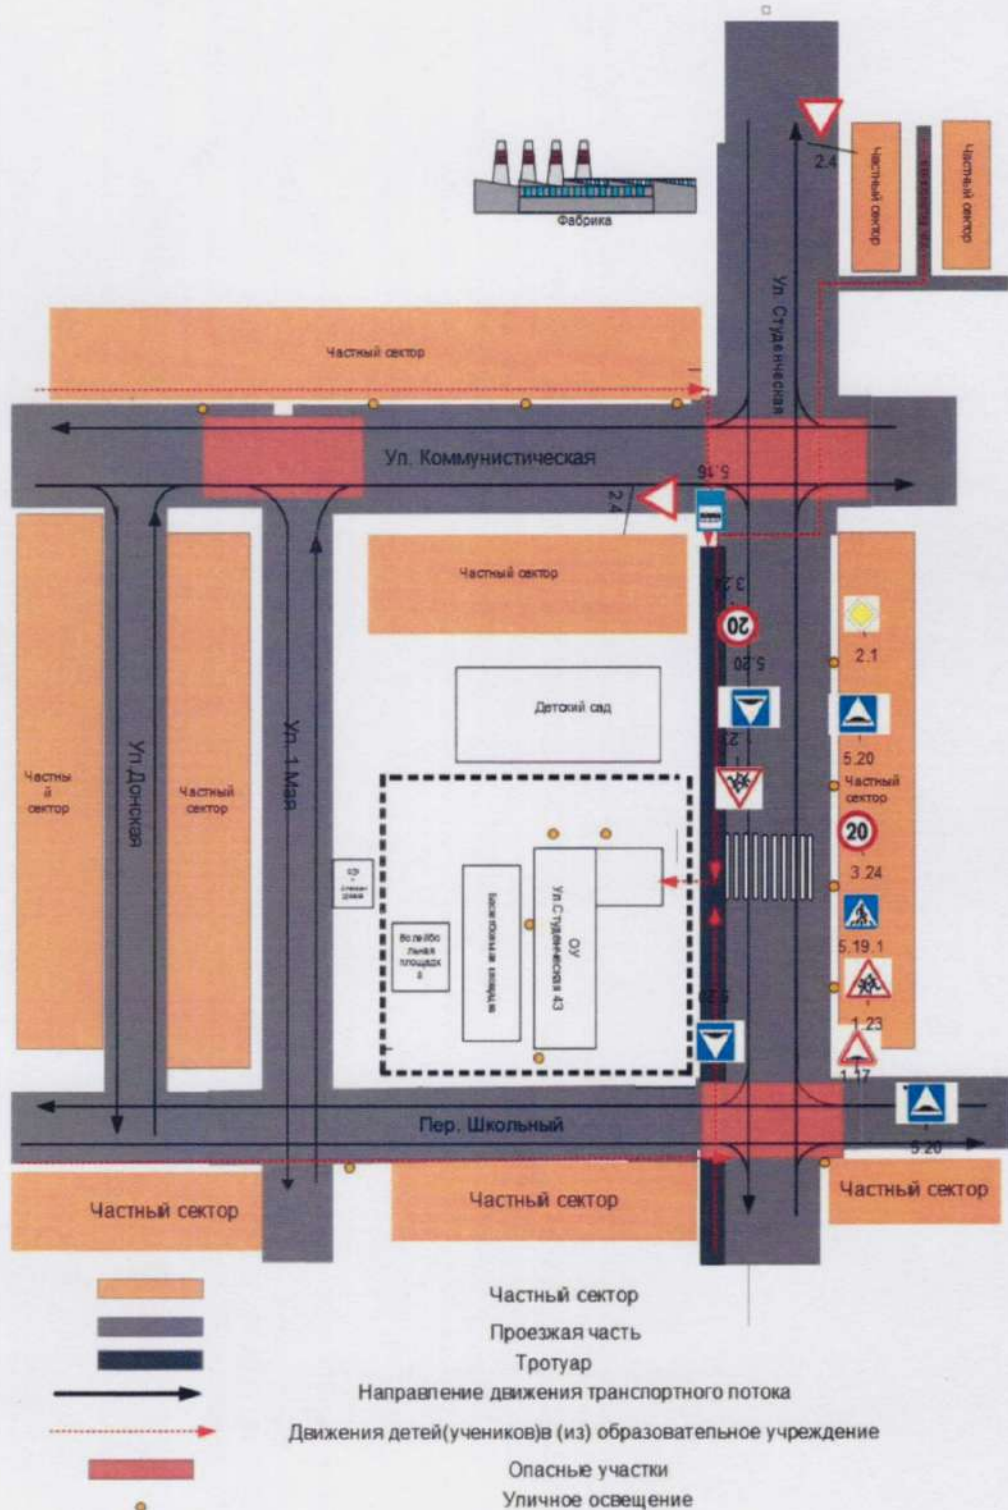 2.4
Частный сектор
Частный сектор
Фабрика
Ул. Студенческая
Частный сектор
Ул. Коммунистическая
5.16
2.4
Частный сектор
3.24
20
5.20
2.1
Детский сад
5.20
Частны
й
сектор
Ул.Донская
Частный
сектор
Ул. 1 Мая
Частный
сектор
20
3.24
5.19.1
1.23
1.17
Волейбо
льная
площадк
а
ОУ
Ул.Студенческая 43
Пер. Школьный
5.20
Частный сектор
Частный сектор
Частный сектор
Частный сектор
Проезжая часть
Тротуар
Направление движения транспортного потока
Движения детей(учеников)в (из) образовательное учреждение
Опасные участки
Уличное освещение